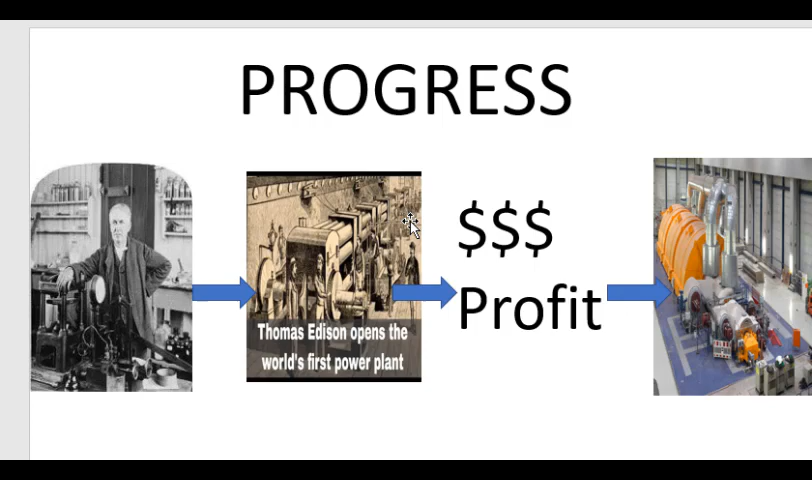 PROGRESS
Thomas Edison opens the
world's first power plant
$$$
Profit